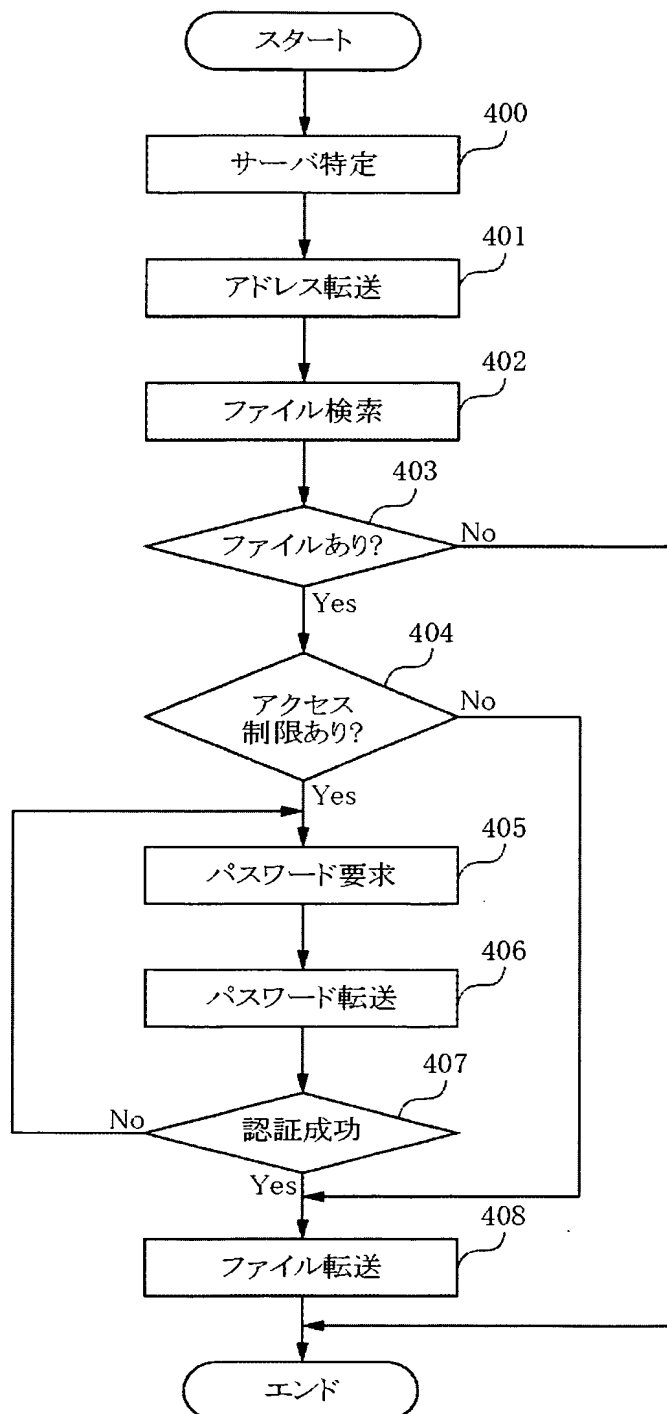 スタート
400
サーバ特定
401
アドレス転送
402
ファイル検索
403
ファイルあり?
No
Yes
404
アクセス
制限あり?
No
Yes
405
パスワード要求
406
パスワード転送
407
認証成功
No
Yes
408
ファイル転送
エンド